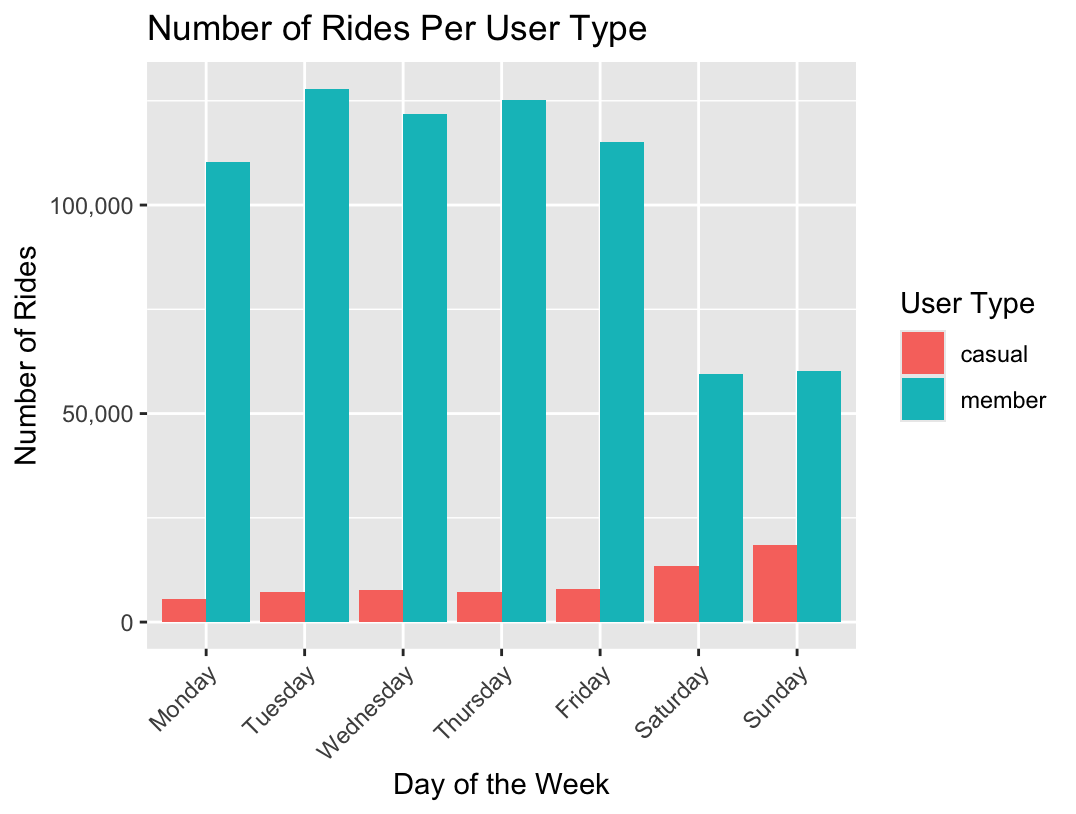 Number of Rides Per User Type
Number of Rides
100,000
50,000
0
Monday
Tuesday
Wednesday
Thursday
Friday
Saturday
Sunday
Day of the Week
User Type
casual
member